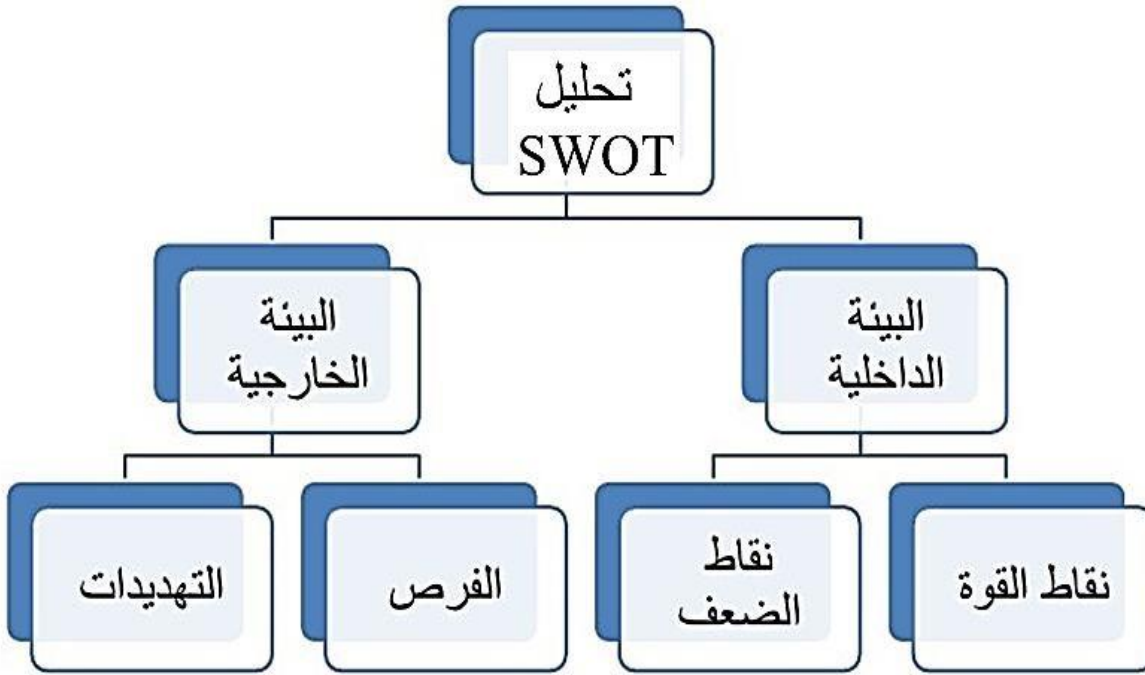 تحليل
SWOT
البيئة
الداخلية
البيئة
الخارجية
نقاط القوة
نقاط
الضعف
الفرص
التهديدات